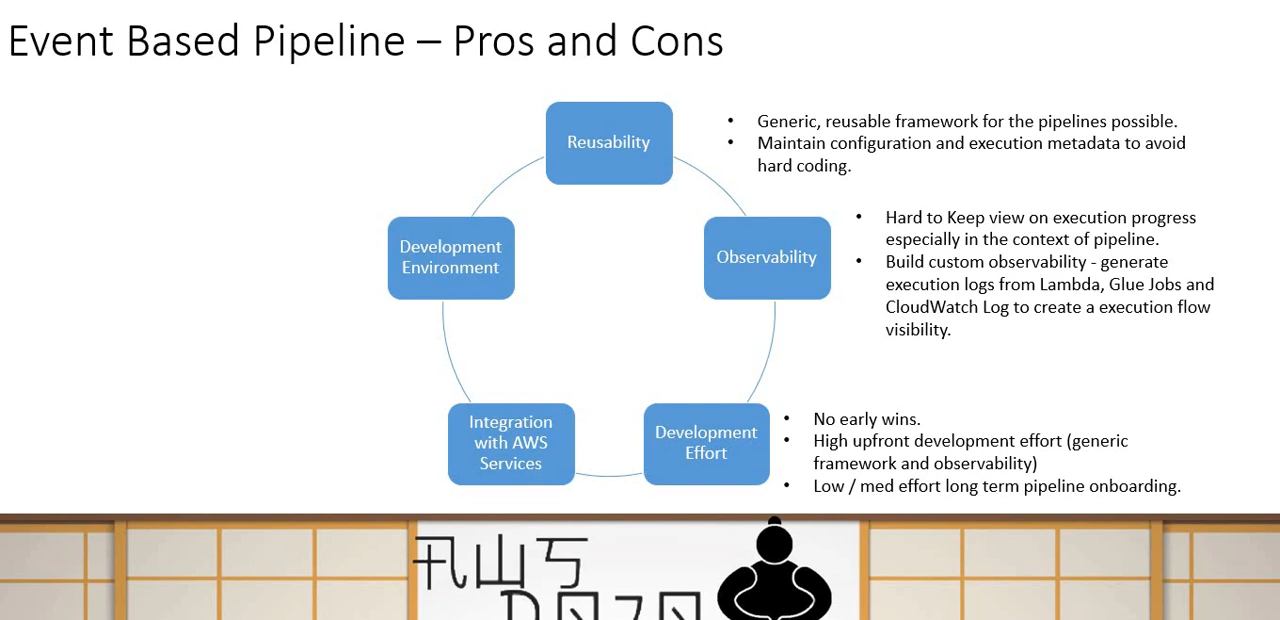 Event Based Pipeline – Pros and Cons
Reusability
• Generic, reusable framework for the pipelines possible.
• Maintain configuration and execution metadata to avoid
hard coding.
Development
Environment
Observability
• Hard to Keep view on execution progress
especially in the context of pipeline.
• Build custom observability - generate
execution logs from Lambda, Glue Jobs and
CloudWatch Log to create a execution flow
visibility.
Integration
with AWS
Services
Development
Effort
• No early wins.
• High upfront development effort (generic
framework and observability)
• Low / med effort long term pipeline onboarding.